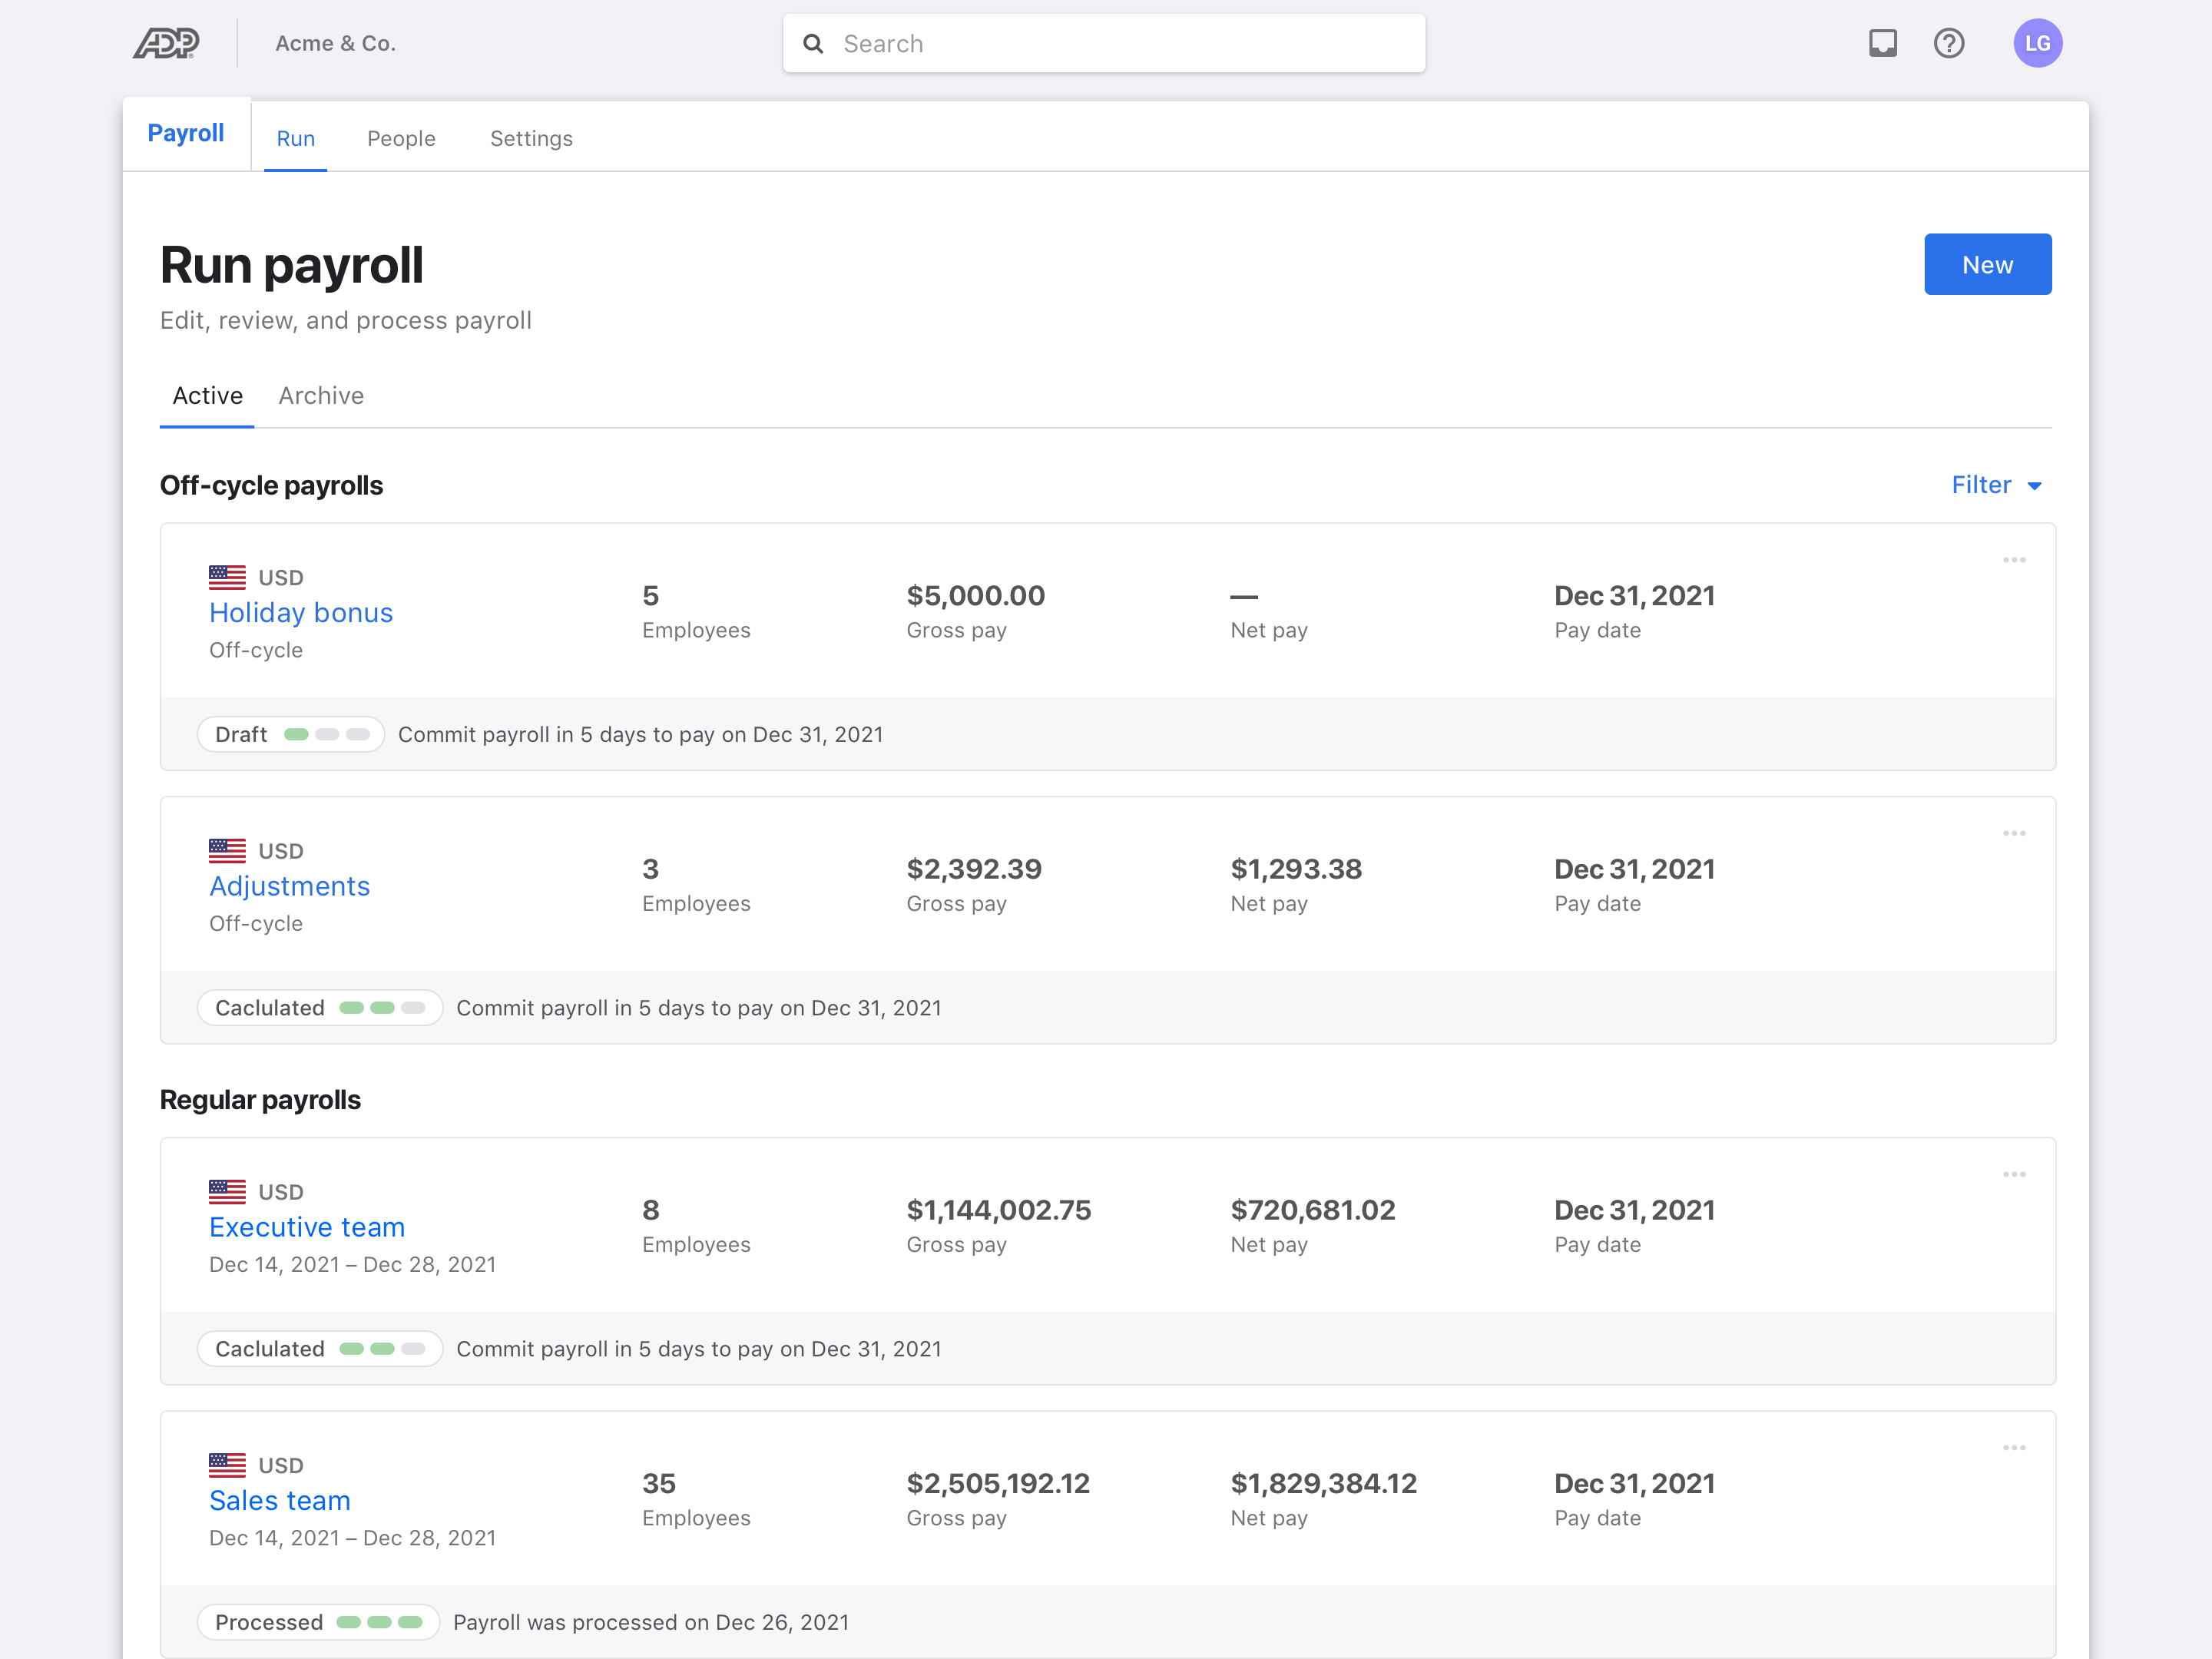 ADP
Acme & Co.
Search
LG
Payroll
Run
People
Settings
Run payroll
New
Edit, review, and process payroll
Active
Archive
Off-cycle payrolls
Filter
USD
Holiday bonus
Off-cycle
5
Employees
$5,000.00
Gross pay
—
Net pay
Dec 31, 2021
Pay date
Draft
Commit payroll in 5 days to pay on Dec 31, 2021
USD
Adjustments
Off-cycle
3
Employees
$2,392.39
Gross pay
$1,293.38
Net pay
Dec 31, 2021
Pay date
Caclulated
Commit payroll in 5 days to pay on Dec 31, 2021
Regular payrolls
USD
Executive team
Dec 14, 2021 – Dec 28, 2021
8
Employees
$1,144,002.75
Gross pay
$720,681.02
Net pay
Dec 31, 2021
Pay date
Caclulated
Commit payroll in 5 days to pay on Dec 31, 2021
USD
Sales team
Dec 14, 2021 – Dec 28, 2021
35
Employees
$2,505,192.12
Gross pay
$1,829,384.12
Net pay
Dec 31, 2021
Pay date
Processed
Payroll was processed on Dec 26, 2021